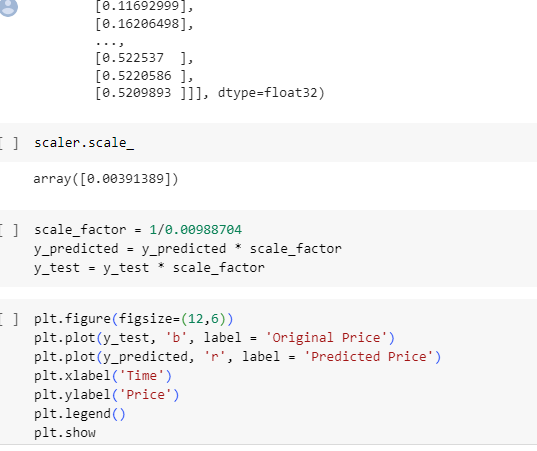 [0.11692999],
[0.16206498],
...,
[0.522537  ],
[0.5220586 ],
[0.5209893 ]]], dtype=float32)
[ ] scaler.scale_
array([0.00391389])
[ ] scale_factor = 1/0.00988704
y_predicted = y_predicted * scale_factor
y_test = y_test * scale_factor
[ ] plt.figure(figsize=(12,6))
plt.plot(y_test, 'b', label = 'Original Price')
plt.plot(y_predicted, 'r', label = 'Predicted Price')
plt.xlabel('Time')
plt.ylabel('Price')
plt.legend()
plt.show